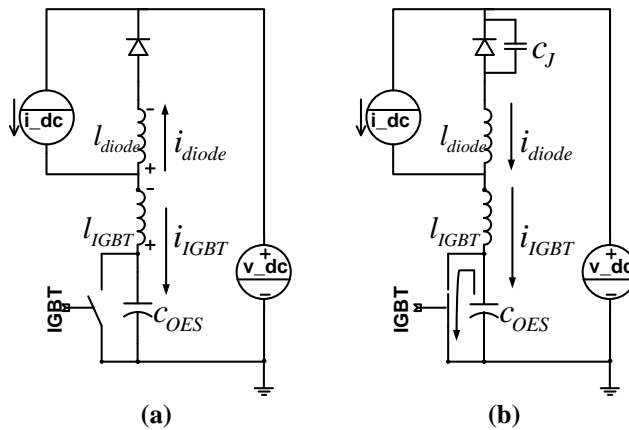 c_J
i_dc
l_diode
i_diode
l_IGBT
i_IGBT
+
v_dc
−
IGBT
c_OES
-
+
-
+
i_dc
l_diode
i_diode
l_IGBT
i_IGBT
+
v_dc
−
IGBT
c_OES
(a)
(b)